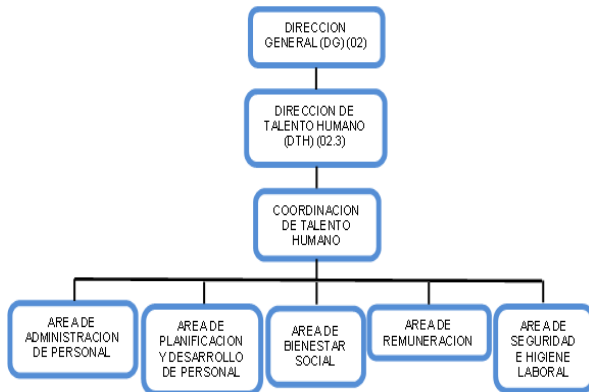 DIRECCION
GENERAL (DG) (02)
DIRECCION DE
TALENTO HUMANO
(DTH) (02.3)
COORDINACION
DE TALENTO
HUMANO
AREA DE
ADMINISTRACION
DE PERSONAL
AREA DE
PLANIFICACION
Y DESARROLLO
DE PERSONAL
AREA DE
BIENESTAR
SOCIAL
AREA DE
REMUNERACION
AREA DE
SEGURIDAD
E HIGIENE
LABORAL